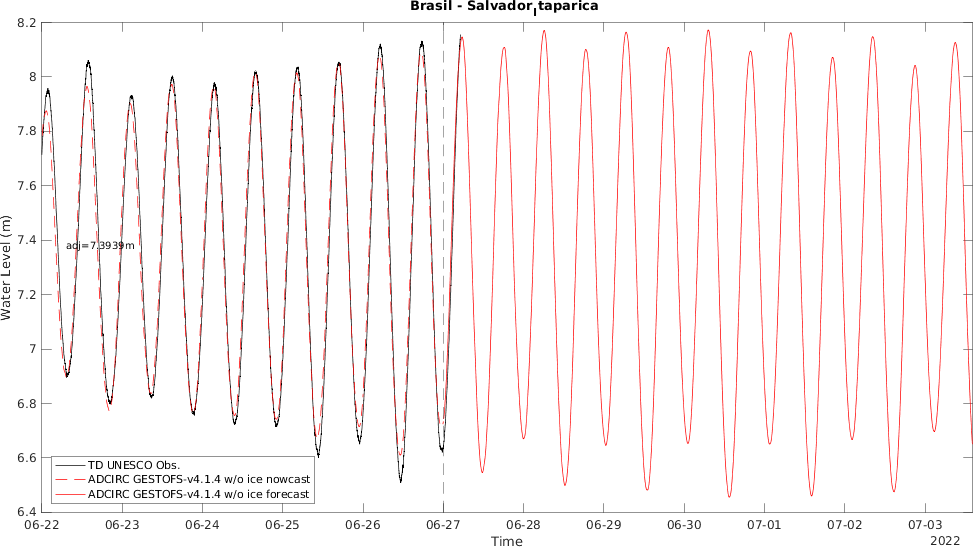 Brasil - Salvador_Itaparica
8.2
8
7.8
7.6
7.4
7.2
7
6.8
6.6
6.4
Water Level (m)
adj=7.3939m
TD UNESCO Obs.
ADCIRC GESTOFS-v4.1.4 w/o ice nowcast
ADCIRC GESTOFS-v4.1.4 w/o ice forecast
06-22 06-23 06-24 06-25 06-26 06-27 06-28 06-29 06-30 07-01 07-02 07-03
Time
2022